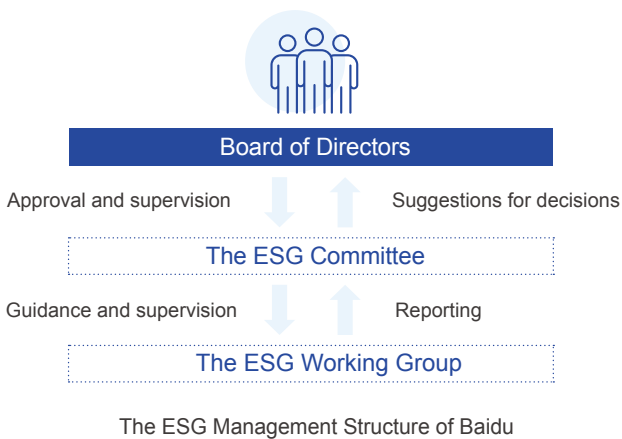 Board of Directors
Approval and supervision
Suggestions for decisions
The ESG Committee
Guidance and supervision
Reporting
The ESG Working Group
The ESG Management Structure of Baidu